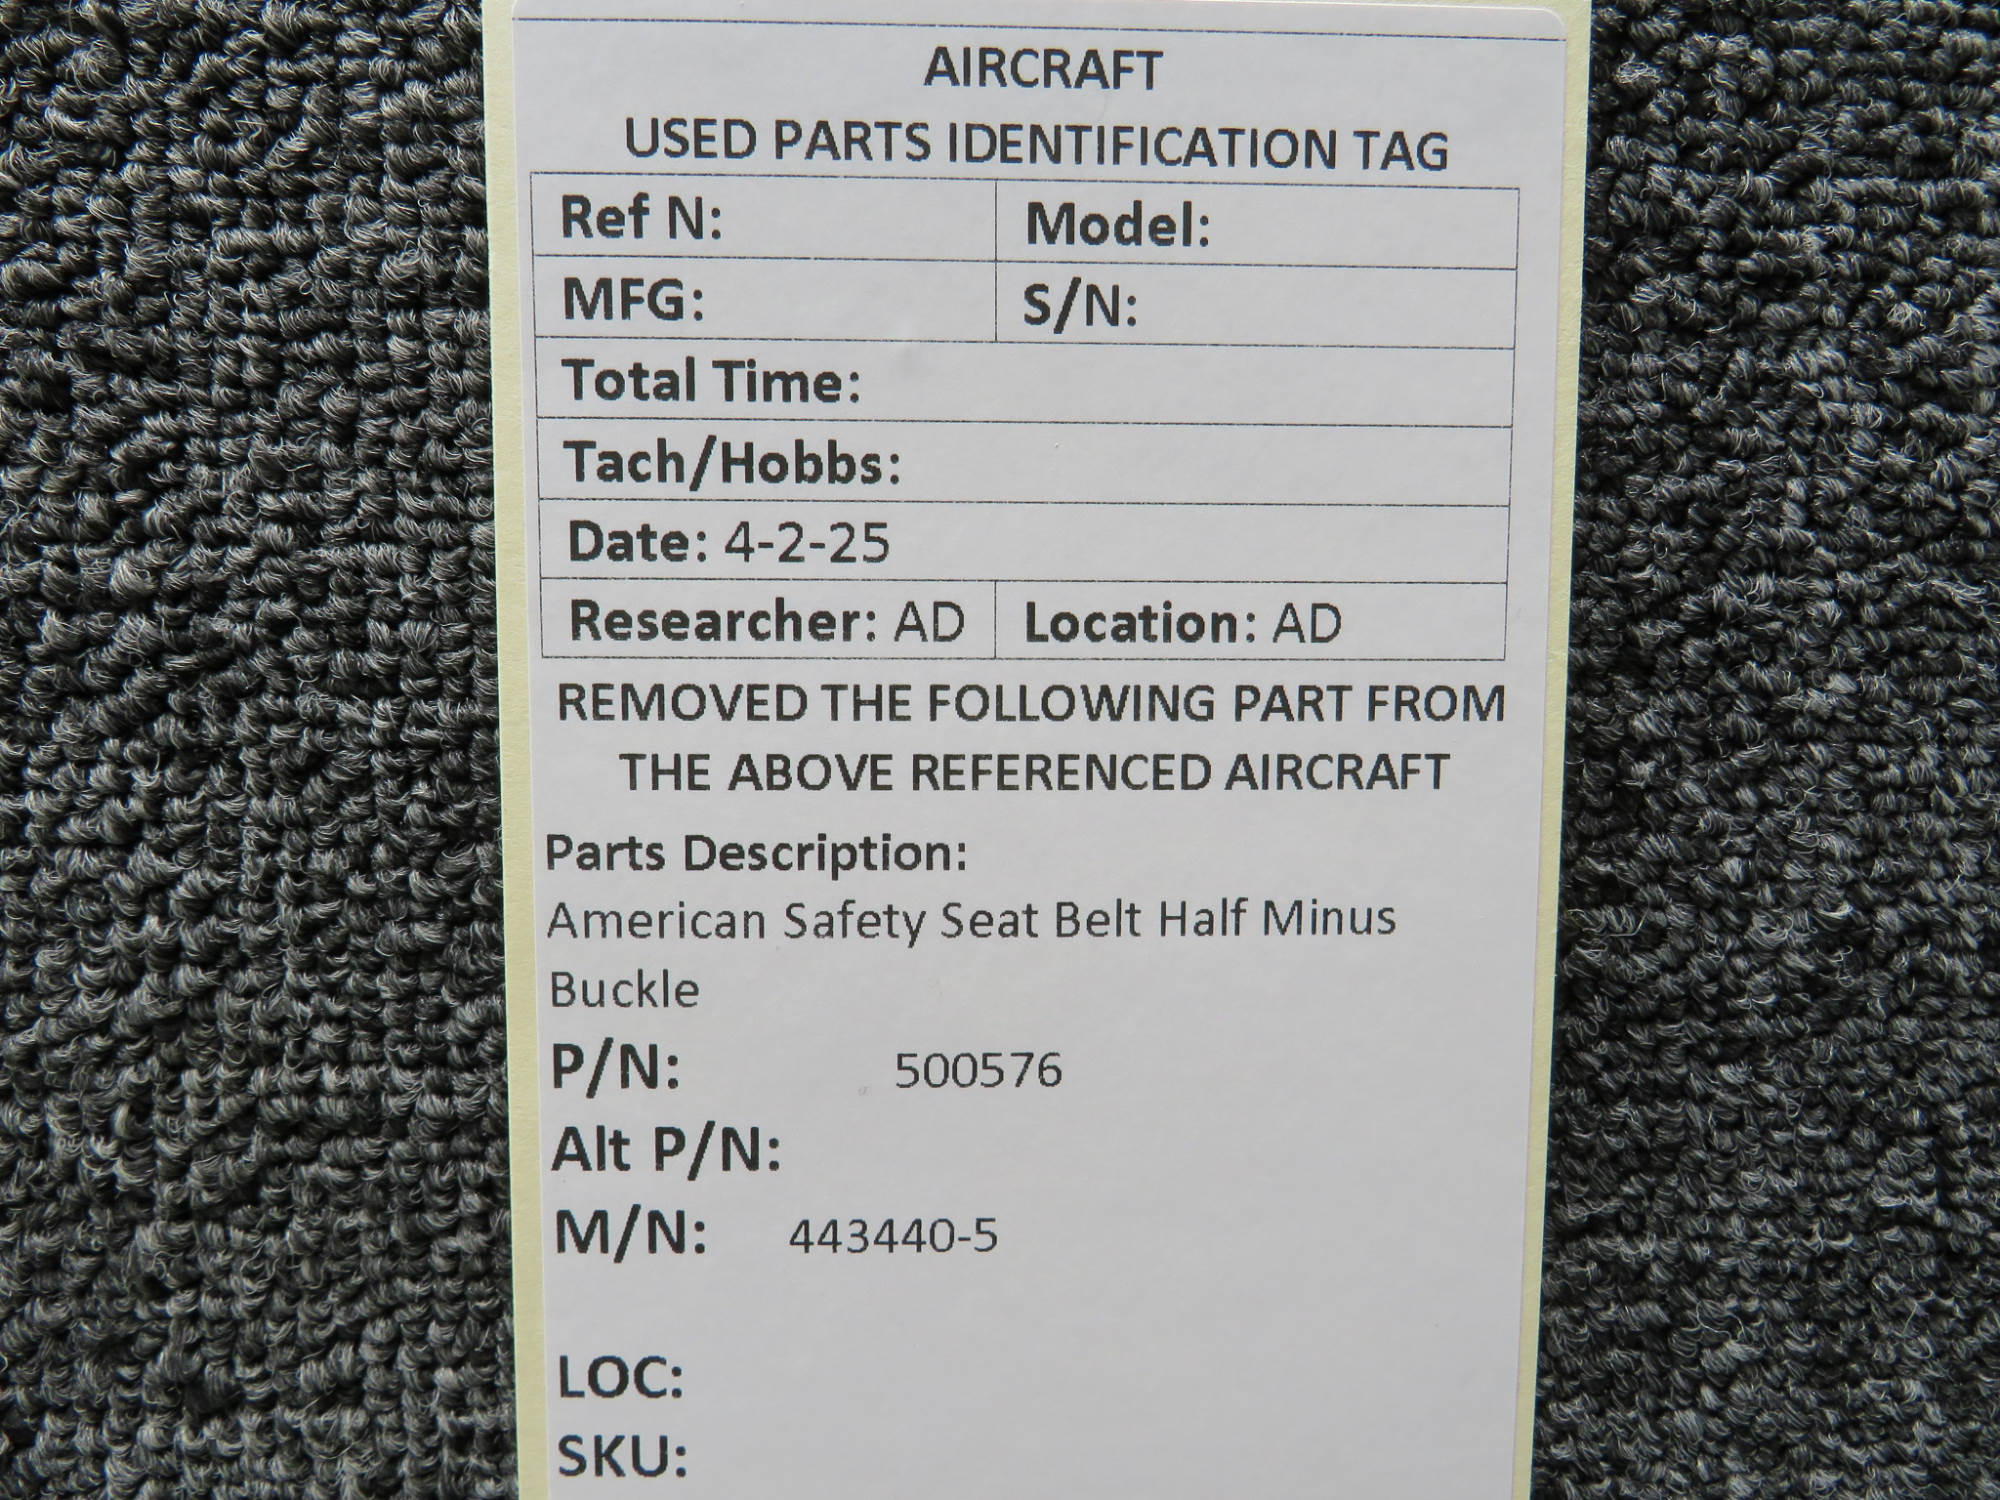 AIRCRAFT
USED PARTS IDENTIFICATION TAG
Ref N: Model:
MFG: S/N:
Total Time:
Tach/Hobbs:
Date: 4-2-25
Researcher: AD Location: AD
REMOVED THE FOLLOWING PART FROM
THE ABOVE REFERENCED AIRCRAFT
Parts Description:
American Safety Seat Belt Half Minus
Buckle
P/N: 500576
Alt P/N:
M/N: 443440-5
LOC:
SKU: